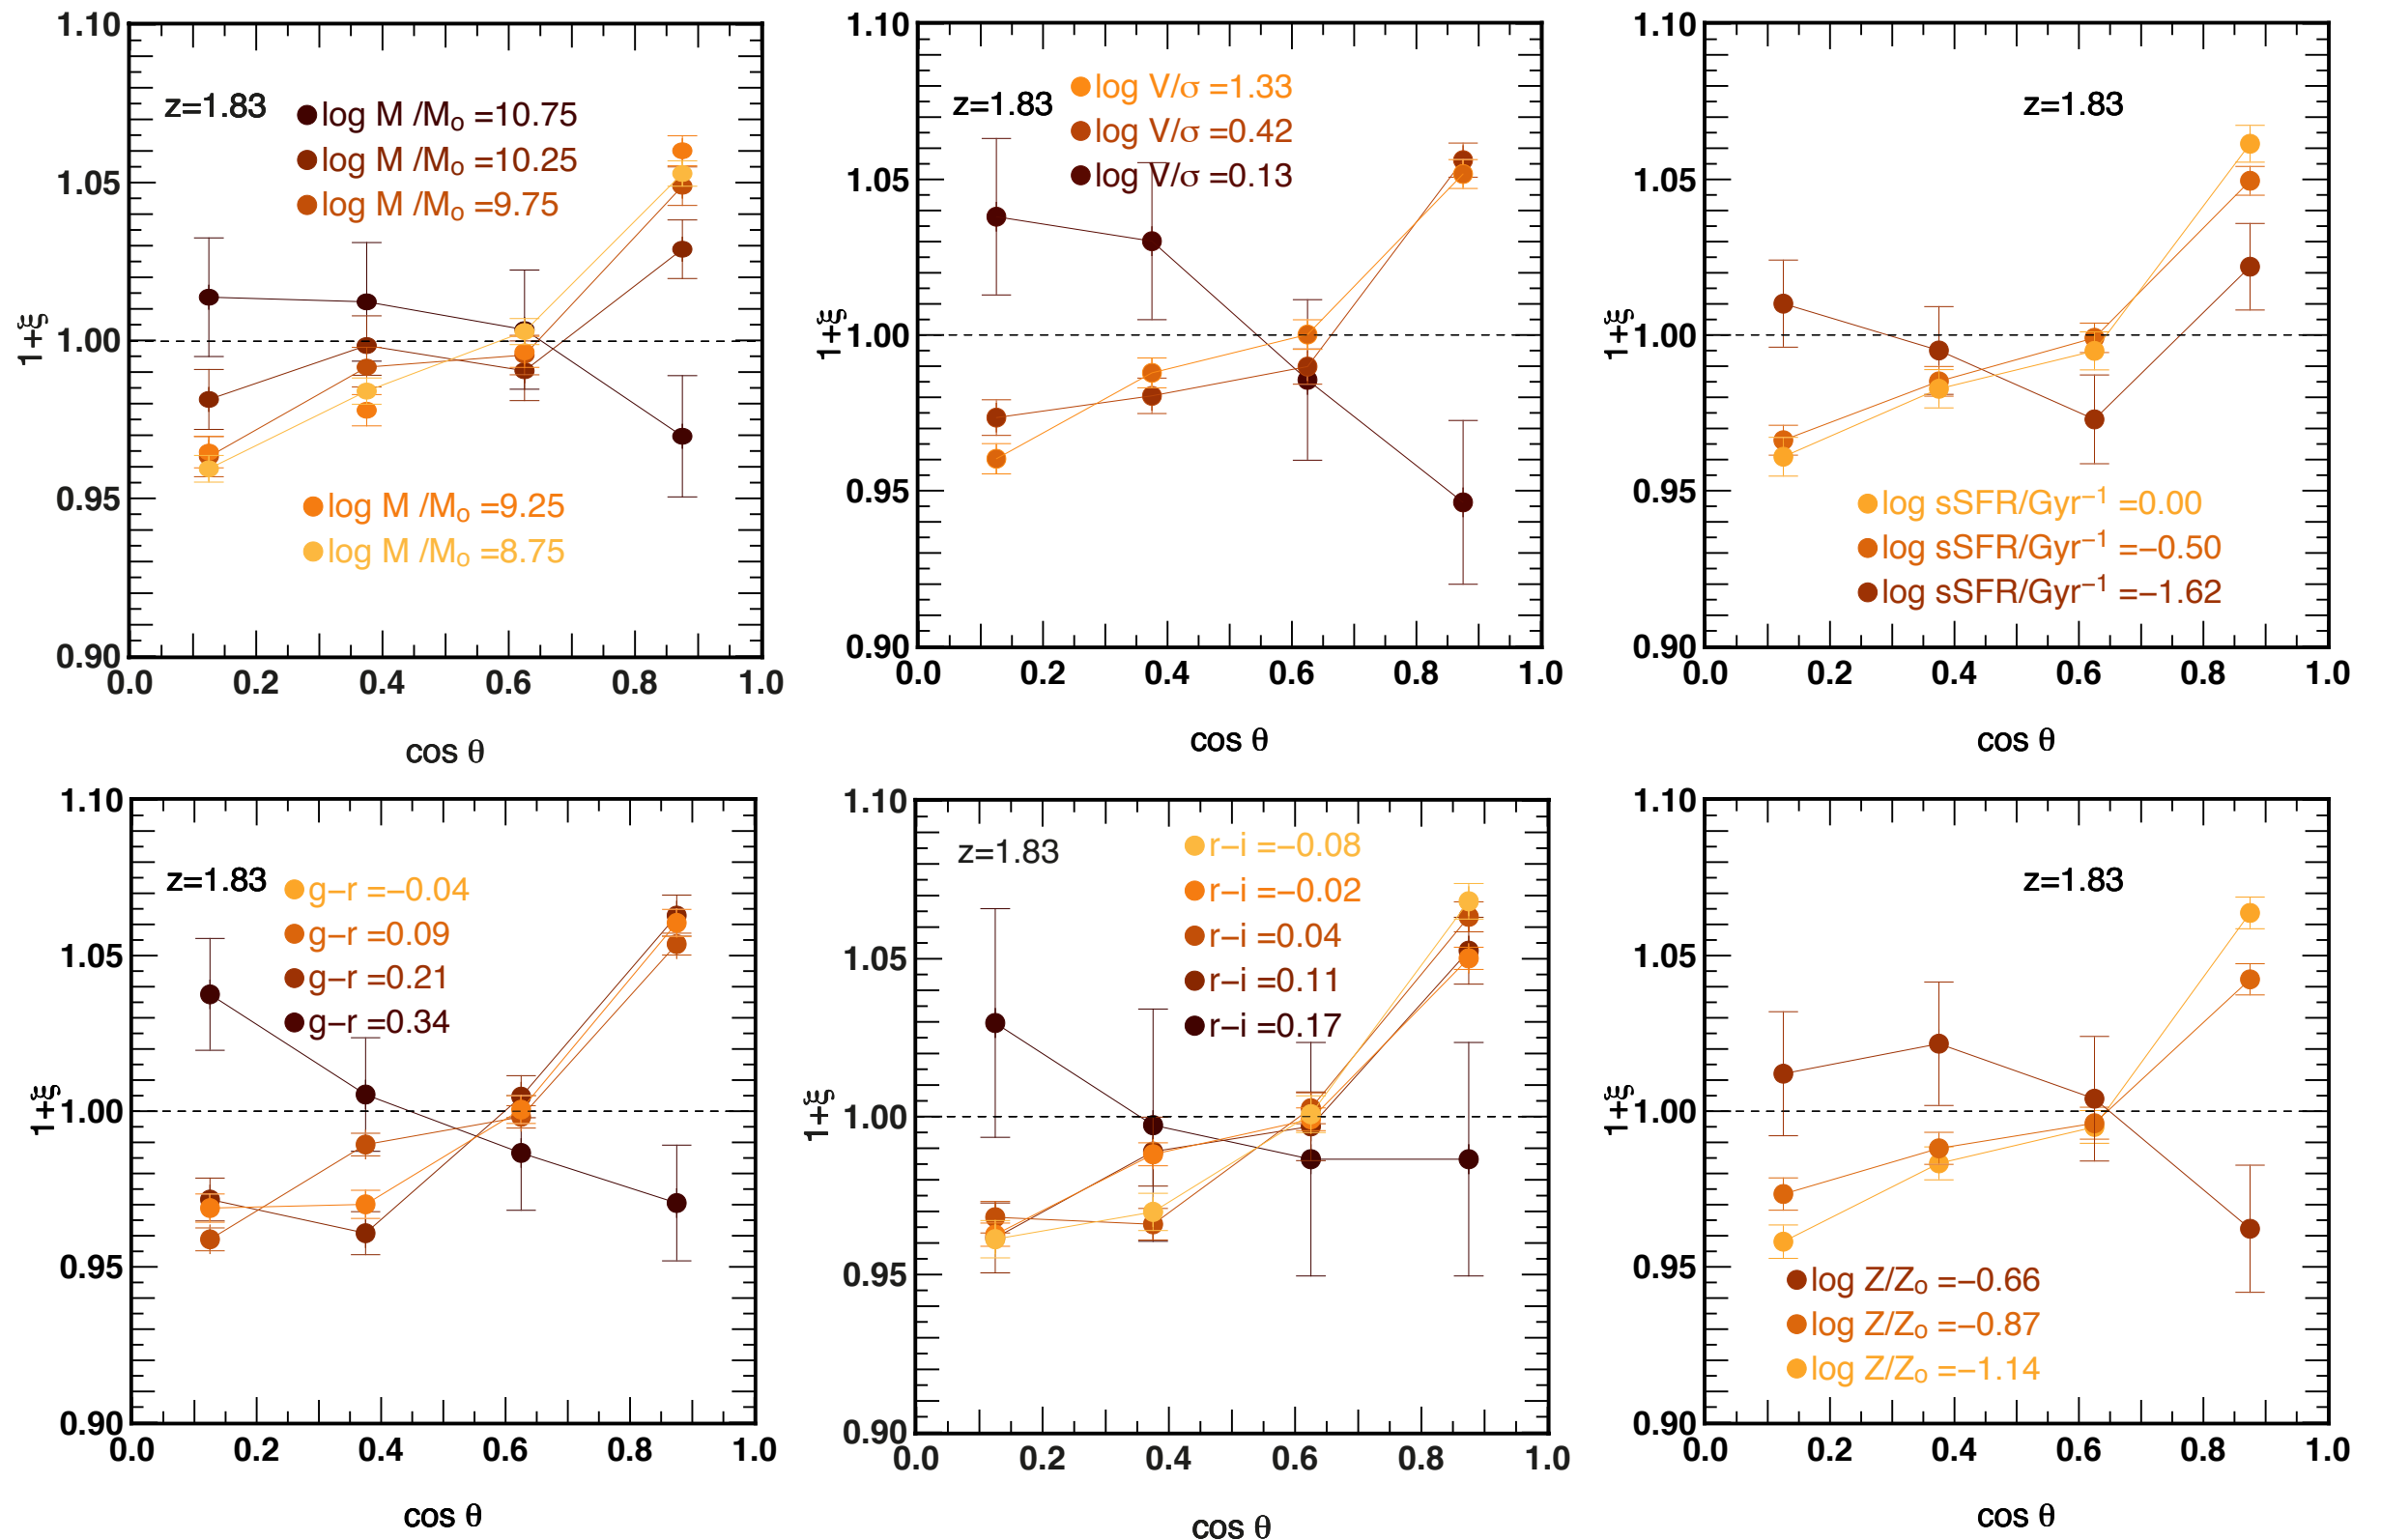 1.10
1.05
1.00
0.95
0.90
1+ξ
z=1.83
log M /M₀ =10.75
log M /M₀ =10.25
log M /M₀ =9.75
log M /M₀ =9.25
log M /M₀ =8.75
0.0 0.2 0.4 0.6 0.8 1.0
cos θ
1.10
1.05
1.00
0.95
0.90
1+ξ
z=1.83
log V/σ =1.33
log V/σ =0.42
log V/σ =0.13
0.0 0.2 0.4 0.6 0.8 1.0
cos θ
1.10
1.05
1.00
0.95
0.90
1+ξ
z=1.83
log sSFR/Gyr⁻¹ =0.00
log sSFR/Gyr⁻¹ =−0.50
log sSFR/Gyr⁻¹ =−1.62
0.0 0.2 0.4 0.6 0.8 1.0
cos θ
1.10
1.05
1.00
0.95
0.90
1+ξ
z=1.83
g−r =−0.04
g−r =0.09
g−r =0.21
g−r =0.34
0.0 0.2 0.4 0.6 0.8 1.0
cos θ
1.10
1.05
1.00
0.95
0.90
1+ξ
z=1.83
r−i =−0.08
r−i =−0.02
r−i =0.04
r−i =0.11
r−i =0.17
0.0 0.2 0.4 0.6 0.8 1.0
cos θ
1.10
1.05
1.00
0.95
0.90
1+ξ
z=1.83
log Z/Z₀ =−0.66
log Z/Z₀ =−0.87
log Z/Z₀ =−1.14
0.0 0.2 0.4 0.6 0.8 1.0
cos θ